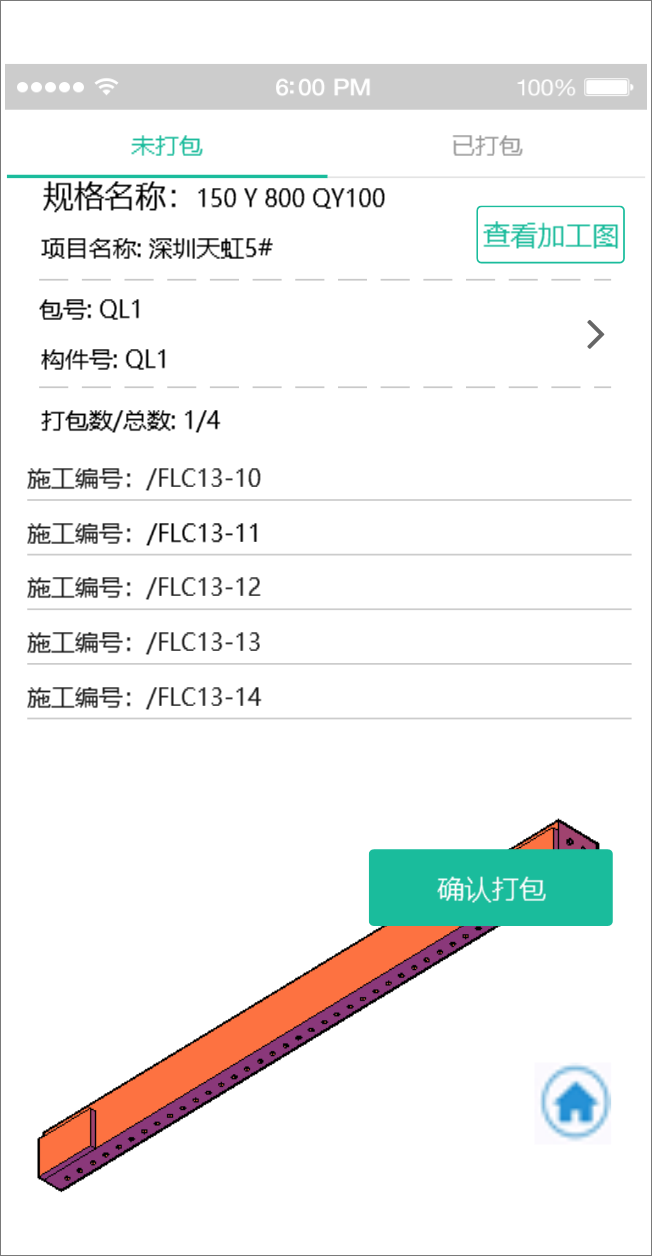 6:00 PM 100%
未打包 已打包
规格名称：150 Y 800 QY100
查看加工图
项目名称: 深圳天虹5#
包号: QL1
构件号: QL1
打包数/总数: 1/4
施工编号：/FLC13-10
施工编号：/FLC13-11
施工编号：/FLC13-12
施工编号：/FLC13-13
施工编号：/FLC13-14
确认打包